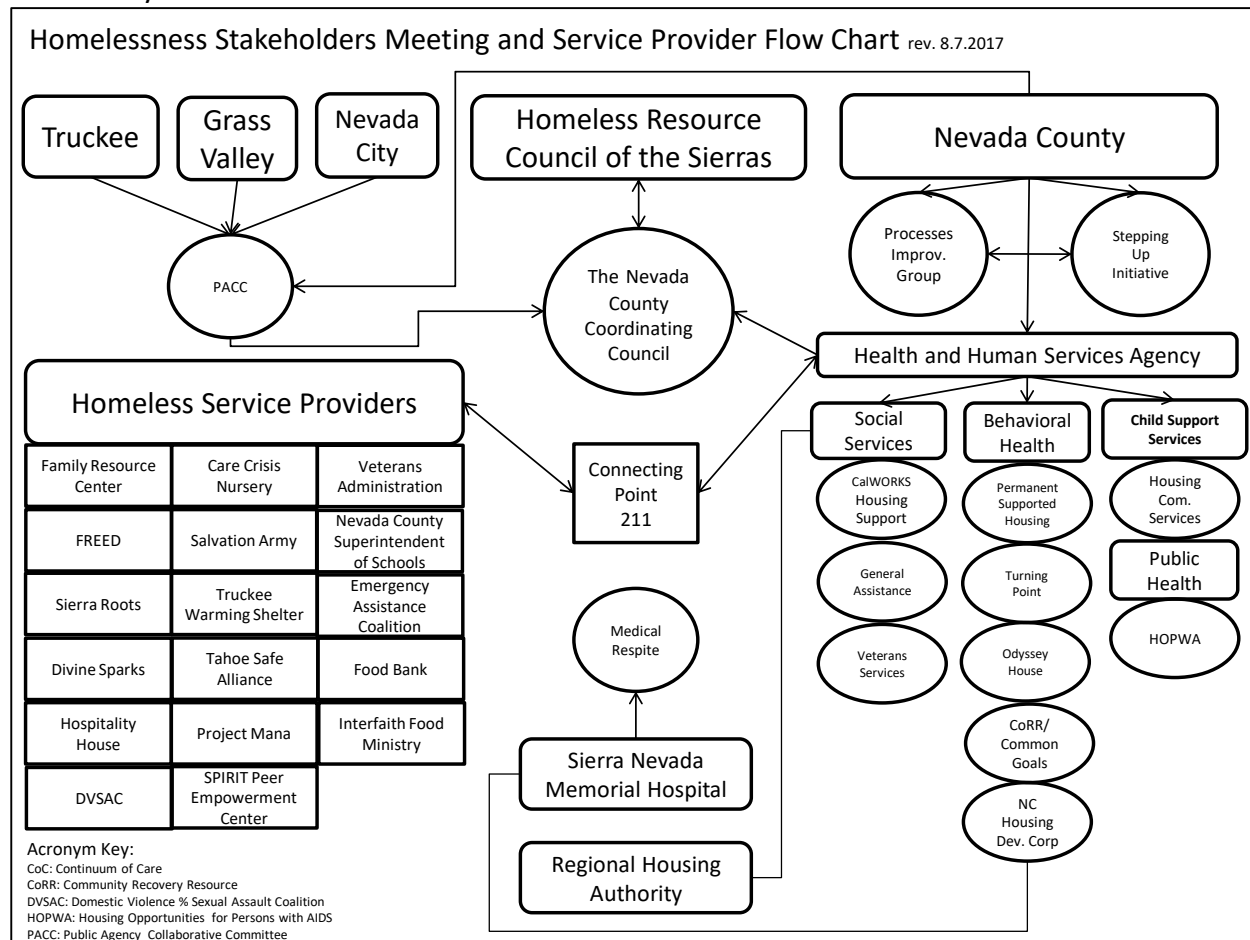 Homelessness Stakeholders Meeting and Service Provider Flow Chart rev. 8.7.2017
Truckee
Grass
Valley
Nevada
City
Homeless Resource
Council of the Sierras
Nevada County
PACC
The Nevada
County
Coordinating
Council
Processes
Improv.
Group
Stepping
Up
Initiative
Health and Human Services Agency
Homeless Service Providers
Family Resource
Center
Care Crisis
Nursery
Veterans
Administration
FREED
Salvation Army
Nevada County
Superintendent
of Schools
Sierra Roots
Truckee
Warming Shelter
Emergency
Assistance
Coalition
Divine Sparks
Tahoe Safe
Alliance
Food Bank
Hospitality
House
Project Mana
Interfaith Food
Ministry
DVSAC
SPIRIT Peer
Empowerment
Center
Connecting
Point
211
Medical
Respite
Sierra Nevada
Memorial Hospital
Regional Housing
Authority
Social
Services
CalWORKS
Housing
Support
General
Assistance
Veterans
Services
Behavioral
Health
Permanent
Supported
Housing
Turning
Point
Odyssey
House
CoRR/
Common
Goals
NC
Housing
Dev. Corp
Child Support
Services
Housing
Com.
Services
Public
Health
HOPWA
Acronym Key:
CoC: Continuum of Care
CoRR: Community Recovery Resource
DVSAC: Domestic Violence % Sexual Assault Coalition
HOPWA: Housing Opportunities for Persons with AIDS
PACC: Public Agency Collaborative Committee